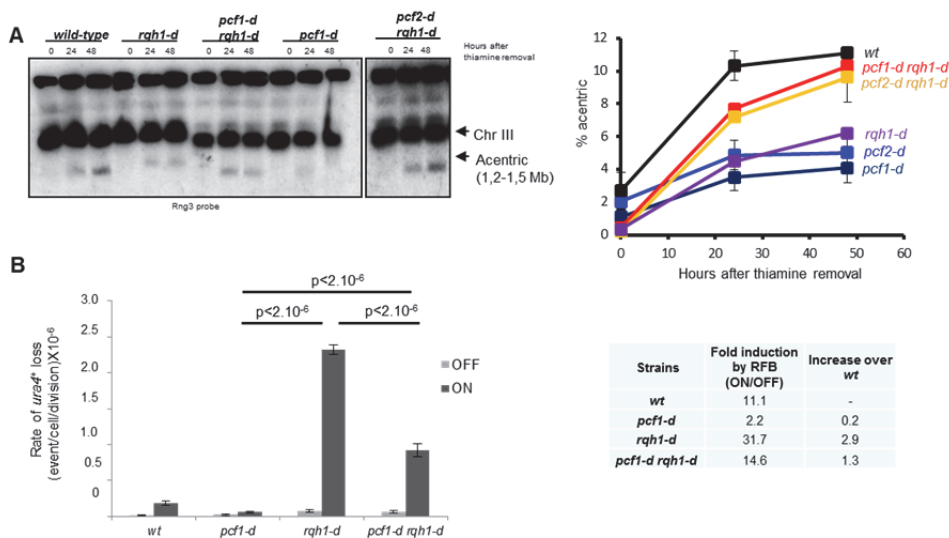 A
wild-type
rqh1-d
pcf1-d
rqh1-d
pcf1-d
pcf2-d
rqh1-d
0 24 48
0 24 48
0 24 48
0 24 48
0 24 48
Hours after
thiamine removal
Chr III
Acentric
(1,2-1,5 Mb)
Rng3 probe
% acentric
12
10
8
6
4
2
0
0 10 20 30 40 50 60
Hours after thiamine removal
wt
pcf1-d rqh1-d
pcf2-d rqh1-d
rqh1-d
pcf2-d
pcf1-d
B
Rate of ura4⁺ loss
(event/cell/division)X10⁻⁶
3.0
2.5
2.0
1.5
1.0
0.5
0
p<2.10⁻⁶
p<2.10⁻⁶
p<2.10⁻⁶
OFF
ON
wt pcf1-d rqh1-d pcf1-d rqh1-d
Strains Fold induction by RFB (ON/OFF) Increase over wt
wt 11.1 -
pcf1-d 2.2 0.2
rqh1-d 31.7 2.9
pcf1-d rqh1-d 14.6 1.3